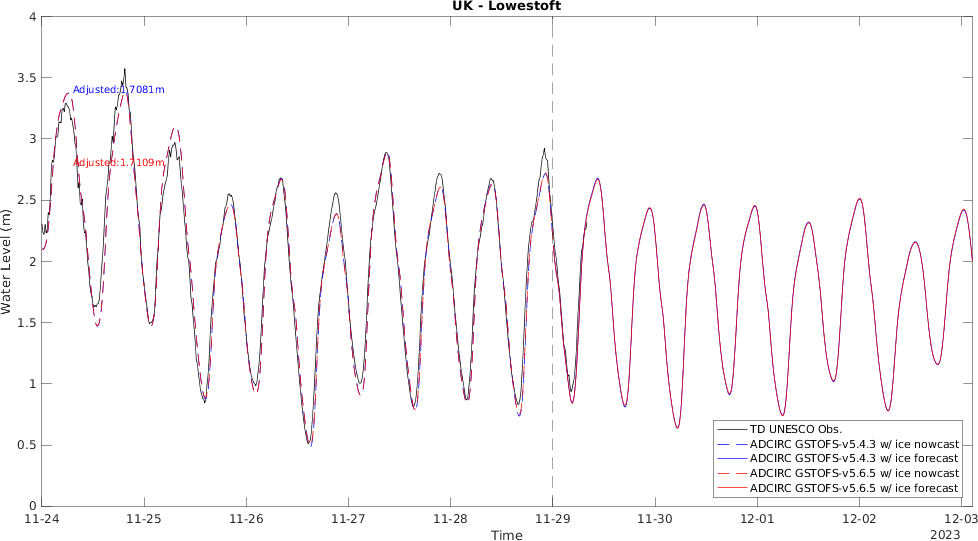 UK - Lowestoft
4
3.5
3
2.5
2
1.5
1
0.5
0
Water Level (m)
Adjusted:1.7081m
Adjusted:1.7109m
TD UNESCO Obs.
ADCIRC GSTOFS-v5.4.3 w/ ice nowcast
ADCIRC GSTOFS-v5.4.3 w/ ice forecast
ADCIRC GSTOFS-v5.6.5 w/ ice nowcast
ADCIRC GSTOFS-v5.6.5 w/ ice forecast
11-24 11-25 11-26 11-27 11-28 11-29 11-30 12-01 12-02 12-03
Time
2023